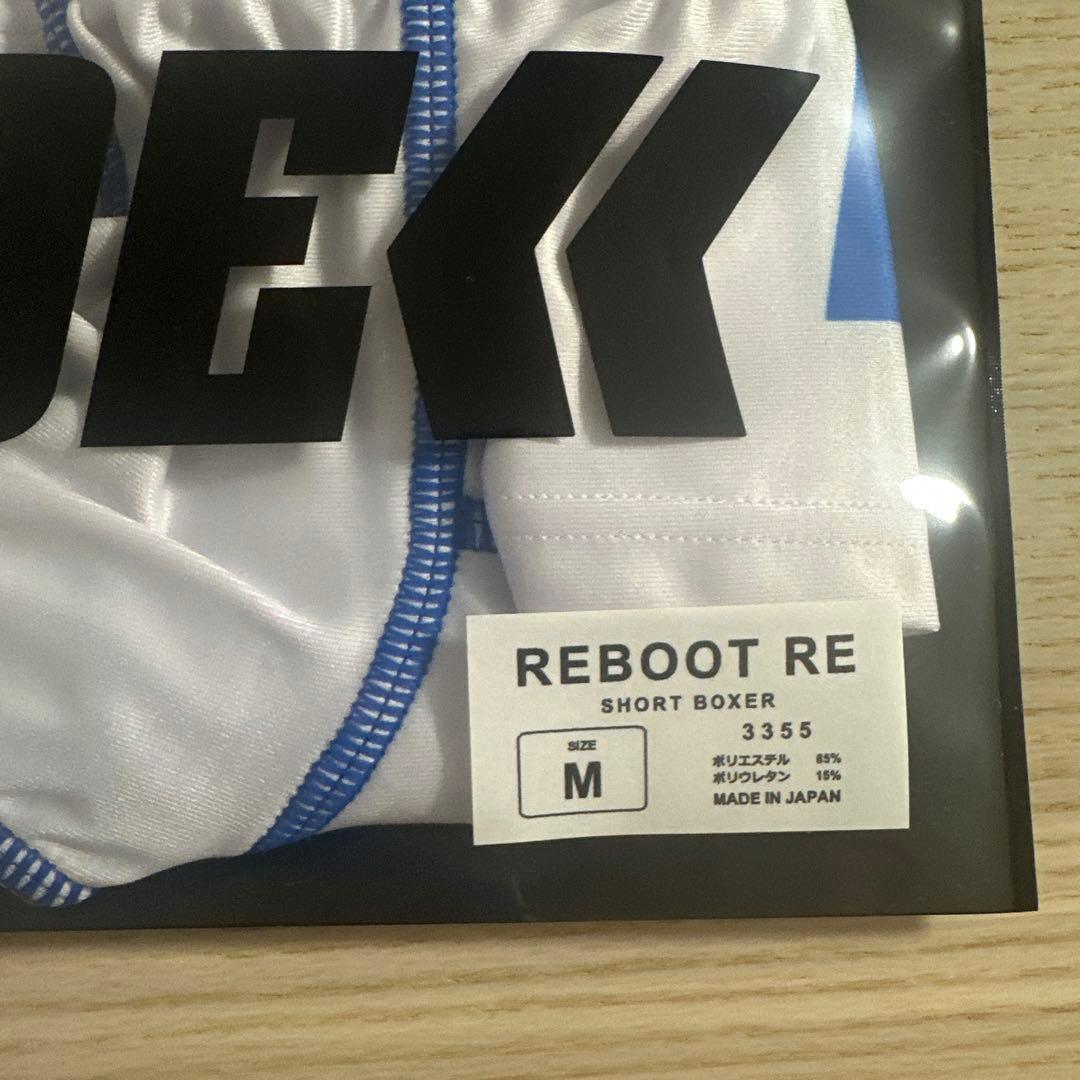 DE
REBOOT RE
SHORT BOXER
3355
SIZE
M
ポリエステル 85%
ポリウレタン 15%
MADE IN JAPAN